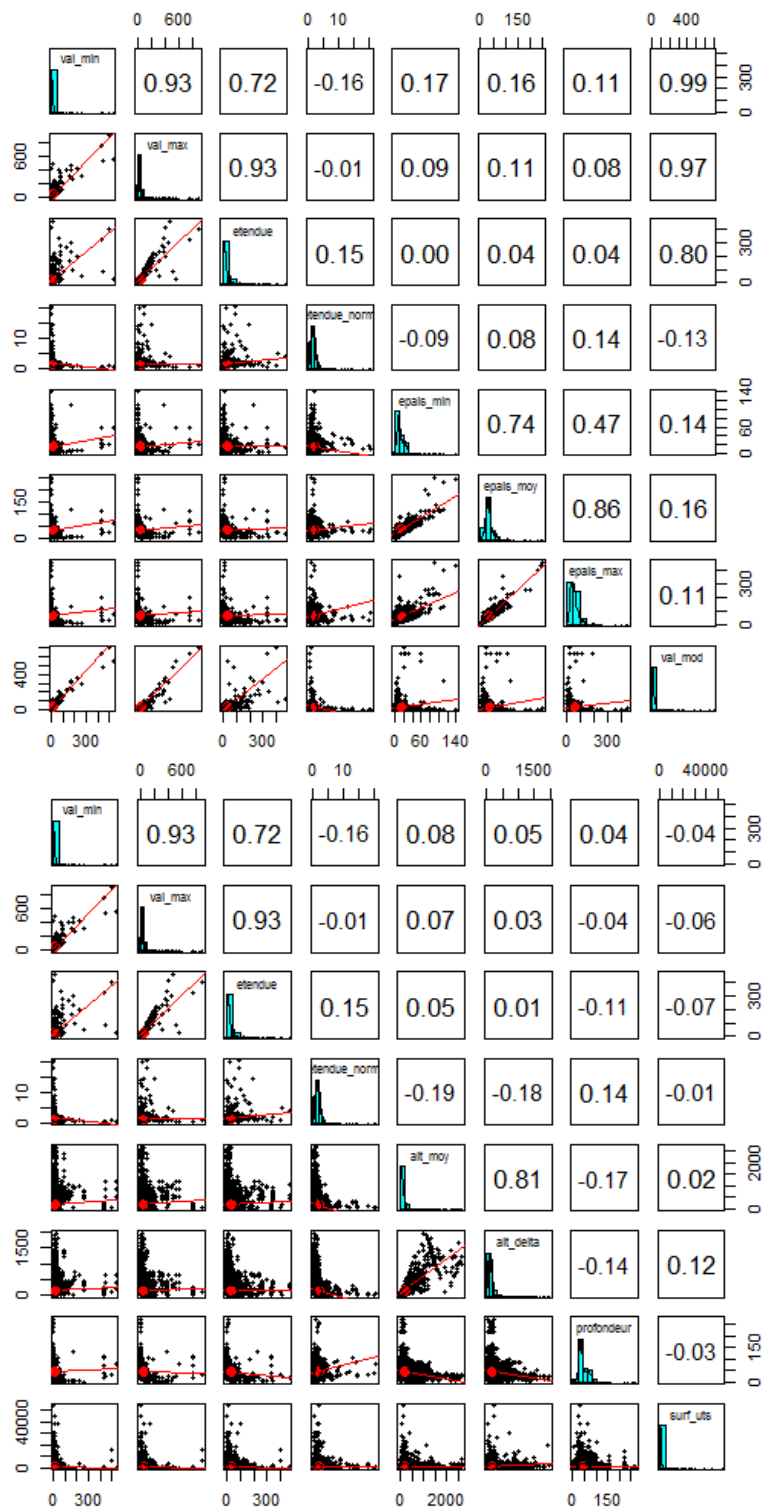 0 600 0 10 0 150 0 400
val_min 0.93 0.72 -0.16 0.17 0.16 0.11 0.99 0 300
0 600 val_max 0.93 -0.01 0.09 0.11 0.08 0.97
etendue 0.15 0.00 0.04 0.04 0.80 0 300
0 10 etendue_norm -0.09 0.08 0.14 -0.13
epais_min 0.74 0.47 0.14 0 60 140
0 150 epais_moy 0.86 0.16
epais_max 0.11 0 300
0 400 val_mod
0 300 0 300 0 60 140 0 300
0 600 0 10 0 1500 0 40000
val_min 0.93 0.72 -0.16 0.08 0.05 0.04 -0.04 0 300
0 600 val_max 0.93 -0.01 0.07 0.03 -0.04 -0.06
etendue 0.15 0.05 0.01 -0.11 -0.07 0 300
0 10 etendue_norm -0.19 -0.18 0.14 -0.01
alt_moy 0.81 -0.17 0.02 0 2000
0 1500 alt_delta -0.14 0.12
profondeur -0.03 0 150
0 40000 surf_uts
0 300 0 300 0 2000 0 150